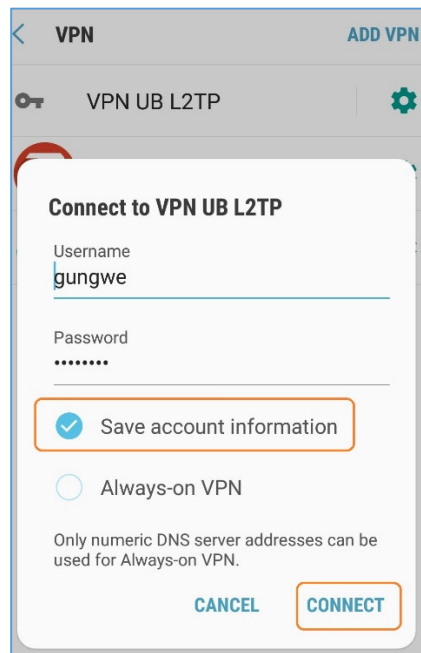 VPN
ADD VPN
VPN UB L2TP
Connect to VPN UB L2TP
Username
gungwe
Password
••••••••
Save account information
Always-on VPN
Only numeric DNS server addresses can be
used for Always-on VPN.
CANCEL
CONNECT